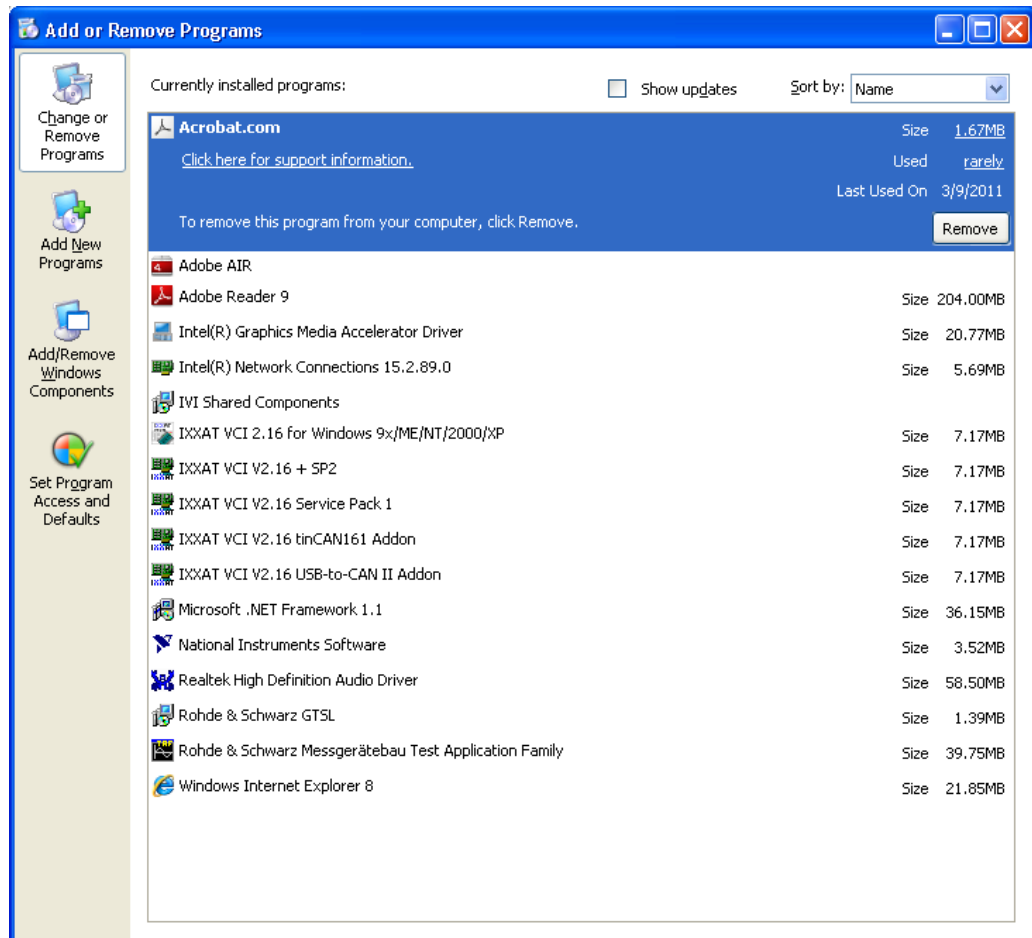 Add or Remove Programs
Change or
Remove
Programs
Add New
Programs
Add/Remove
Windows
Components
Set Program
Access and
Defaults
Currently installed programs:
Show updates
Sort by: Name
Acrobat.com Size 1.67MB
Click here for support information. Used rarely
Last Used On 3/9/2011
To remove this program from your computer, click Remove. Remove
Adobe AIR
Adobe Reader 9 Size 204.00MB
Intel(R) Graphics Media Accelerator Driver Size 20.77MB
Intel(R) Network Connections 15.2.89.0 Size 5.69MB
IVI Shared Components
IXXAT VCI 2.16 for Windows 9x/ME/NT/2000/XP Size 7.17MB
IXXAT VCI V2.16 + SP2 Size 7.17MB
IXXAT VCI V2.16 Service Pack 1 Size 7.17MB
IXXAT VCI V2.16 tinCAN161 Addon Size 7.17MB
IXXAT VCI V2.16 USB-to-CAN II Addon Size 7.17MB
Microsoft .NET Framework 1.1 Size 36.15MB
National Instruments Software Size 3.52MB
Realtek High Definition Audio Driver Size 58.50MB
Rohde & Schwarz GTSL Size 1.39MB
Rohde & Schwarz Messgerätebau Test Application Family Size 39.75MB
Windows Internet Explorer 8 Size 21.85MB